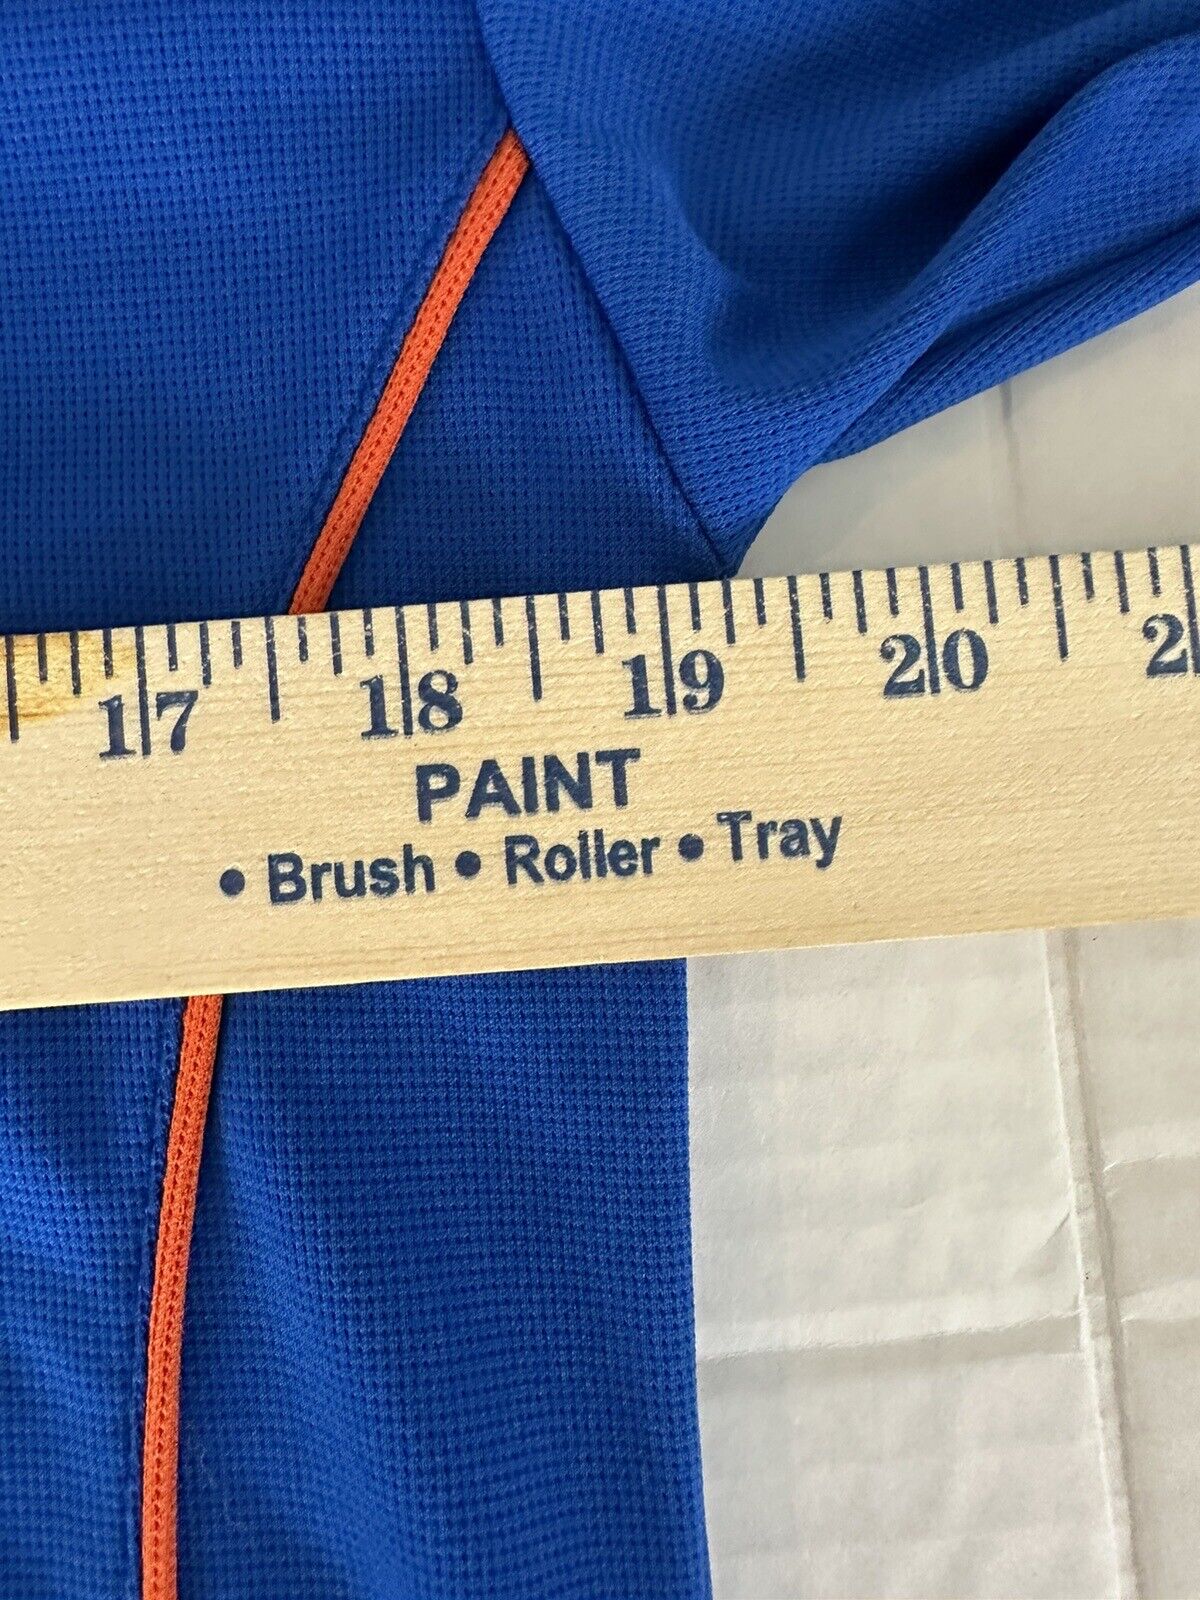 17 18 19 20 2
PAINT
• Brush • Roller • Tray